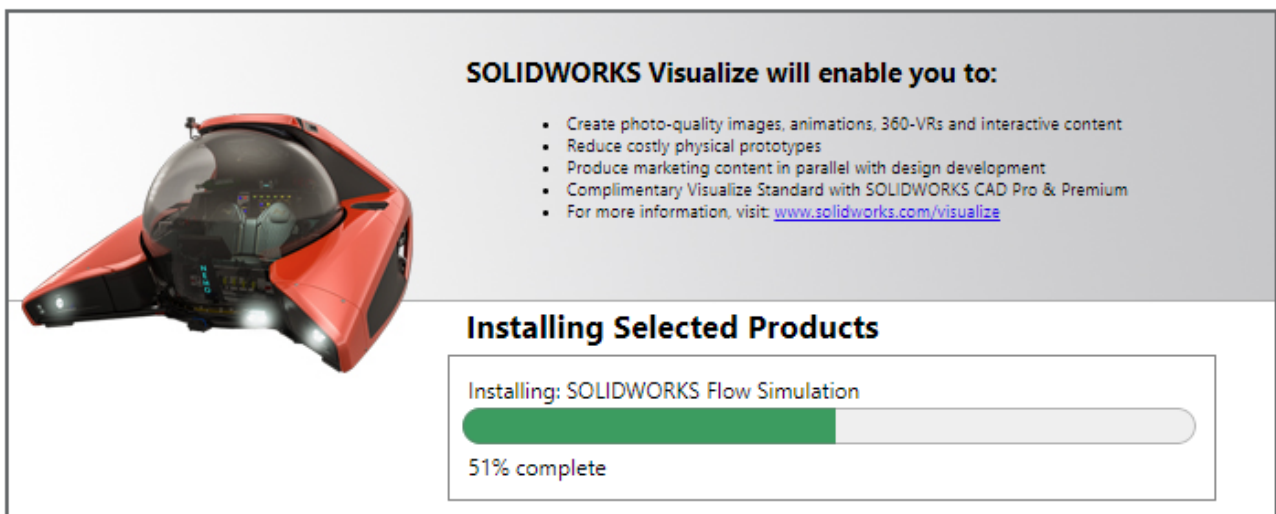 SOLIDWORKS Visualize will enable you to:
• Create photo-quality images, animations, 360-VRs and interactive content
• Reduce costly physical prototypes
• Produce marketing content in parallel with design development
• Complimentary Visualize Standard with SOLIDWORKS CAD Pro & Premium
• For more information, visit: www.solidworks.com/visualize
NEMO
Installing Selected Products
Installing: SOLIDWORKS Flow Simulation
51% complete